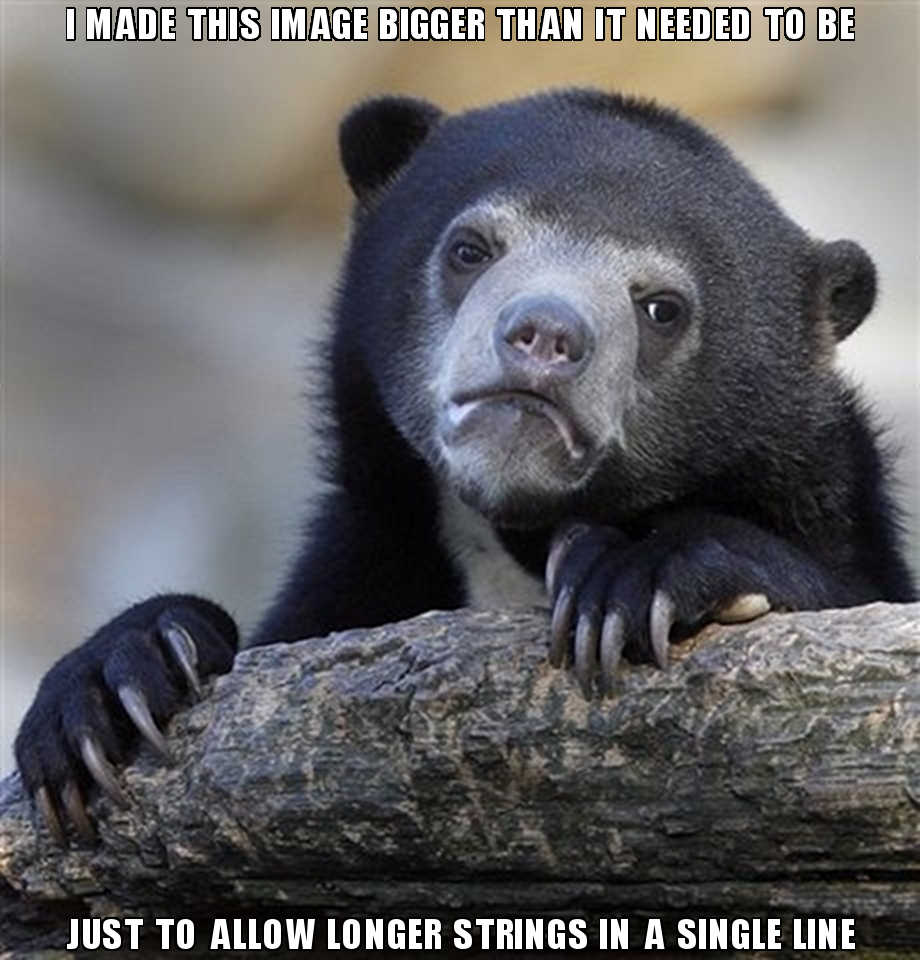 I MADE THIS IMAGE BIGGER THAN IT NEEDED TO BE
JUST TO ALLOW LONGER STRINGS IN A SINGLE LINE